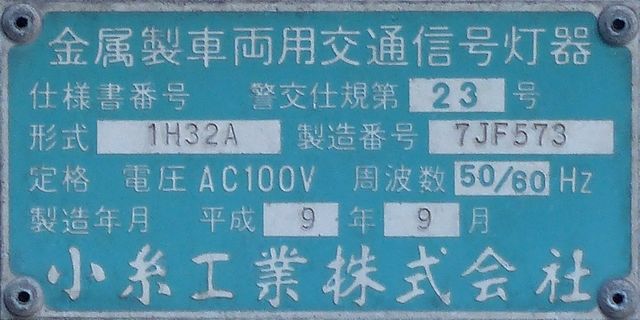 金属製車両用交通信号灯器
仕様書番号 警交仕規第 23 号
形式 1H32A 製造番号 7JF573
定格 電圧 AC100V 周波数 50/60 Hz
製造年月 平成 9 年 9 月
小糸工業株式会社